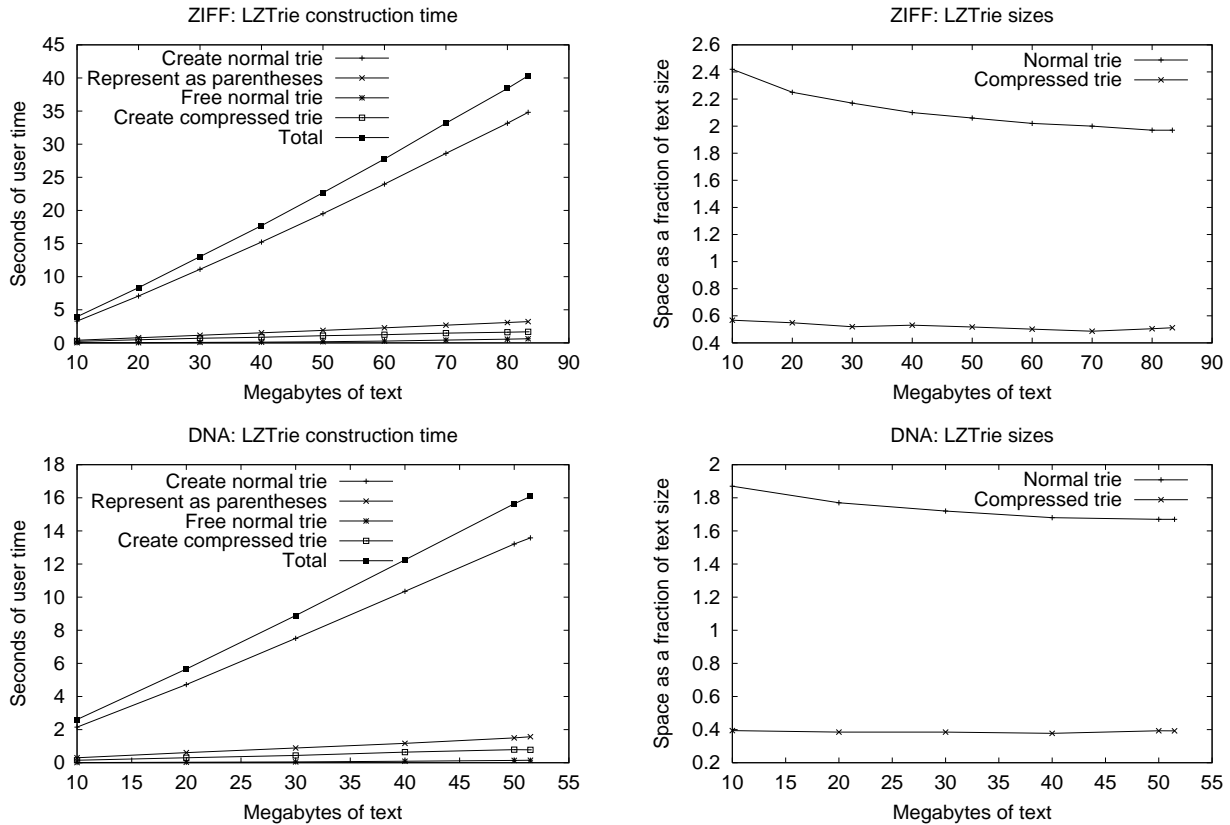 ZIFF: LZTrie construction time
Seconds of user time
45
40
35
30
25
20
15
10
5
0
Create normal trie
Represent as parentheses
Free normal trie
Create compressed trie
Total
10 20 30 40 50 60 70 80 90
Megabytes of text
ZIFF: LZTrie sizes
Space as a fraction of text size
2.6
2.4
2.2
2
1.8
1.6
1.4
1.2
1
0.8
0.6
0.4
Normal trie
Compressed trie
10 20 30 40 50 60 70 80 90
Megabytes of text
DNA: LZTrie construction time
Seconds of user time
18
16
14
12
10
8
6
4
2
0
Create normal trie
Represent as parentheses
Free normal trie
Create compressed trie
Total
10 15 20 25 30 35 40 45 50 55
Megabytes of text
DNA: LZTrie sizes
Space as a fraction of text size
2
1.8
1.6
1.4
1.2
1
0.8
0.6
0.4
0.2
Normal trie
Compressed trie
10 15 20 25 30 35 40 45 50 55
Megabytes of text